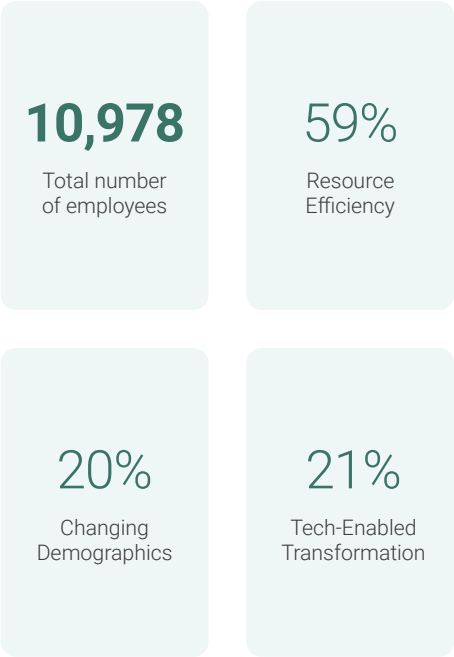 10,978
Total number
of employees
59%
Resource
Efficiency
20%
Changing
Demographics
21%
Tech-Enabled
Transformation